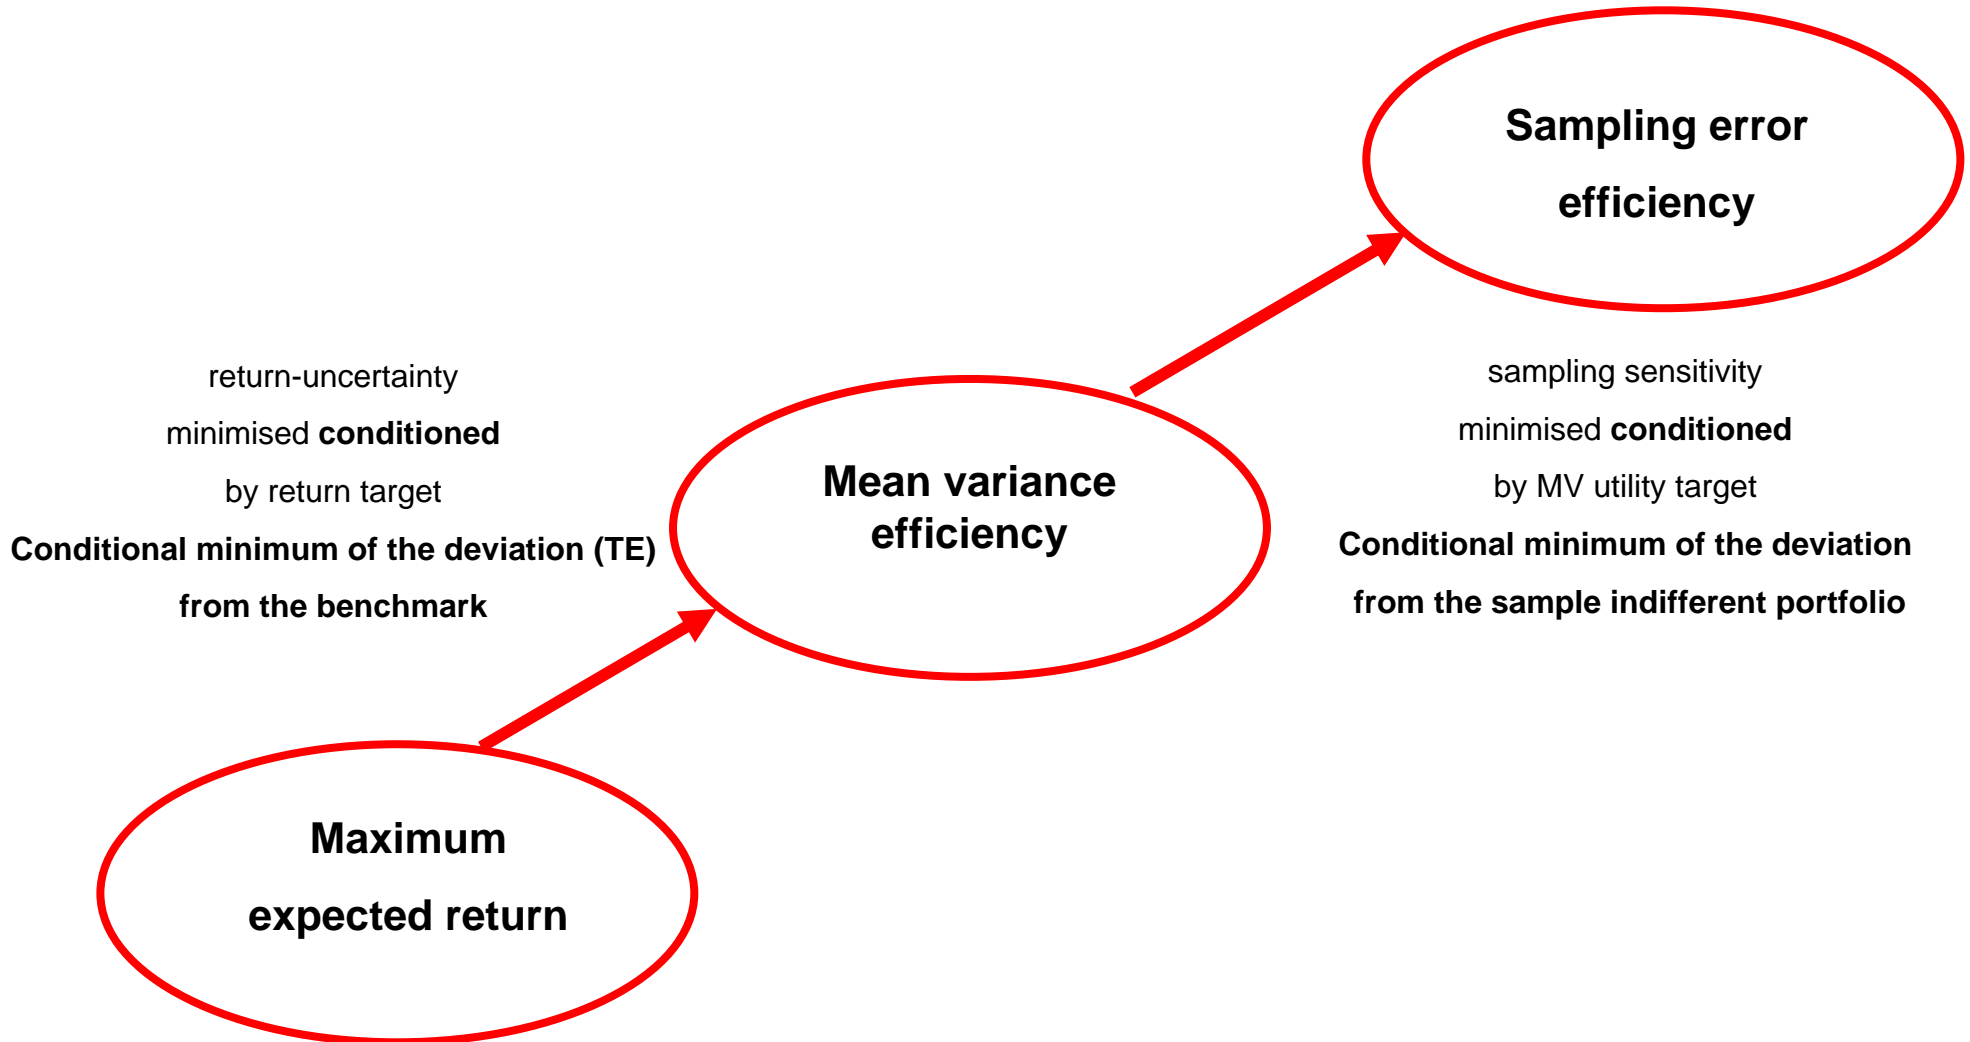 Sampling error
efficiency
return-uncertainty
minimised conditioned
by return target
Conditional minimum of the deviation (TE)
from the benchmark
Mean variance
efficiency
sampling sensitivity
minimised conditioned
by MV utility target
Conditional minimum of the deviation
from the sample indifferent portfolio
Maximum
expected return